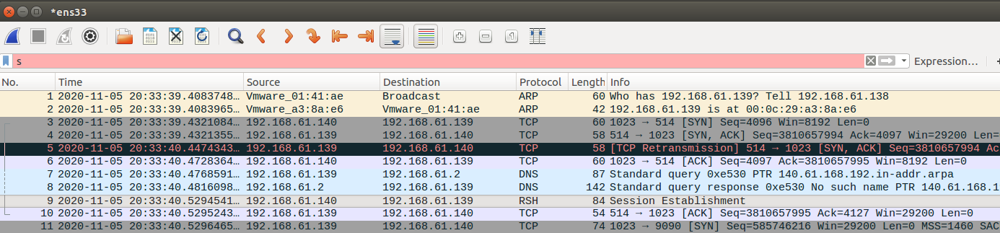 *ens33
s Expression…
No. Time Source Destination Protocol Length Info
1 2020-11-05 20:33:39.4083748… Vmware_01:41:ae Broadcast ARP 60 Who has 192.168.61.139? Tell 192.168.61.138
2 2020-11-05 20:33:39.4083965… Vmware_a3:8a:e6 Vmware_01:41:ae ARP 42 192.168.61.139 is at 00:0c:29:a3:8a:e6
3 2020-11-05 20:33:39.4321084… 192.168.61.140 192.168.61.139 TCP 60 1023 → 514 [SYN] Seq=4096 Win=8192 Len=0
4 2020-11-05 20:33:39.4321355… 192.168.61.139 192.168.61.140 TCP 58 514 → 1023 [SYN, ACK] Seq=3810657994 Ack=4097 Win=29200 Len=
5 2020-11-05 20:33:40.4474343… 192.168.61.139 192.168.61.140 TCP 58 [TCP Retransmission] 514 → 1023 [SYN, ACK] Seq=3810657994 Ac
6 2020-11-05 20:33:40.4728364… 192.168.61.140 192.168.61.139 TCP 60 1023 → 514 [ACK] Seq=4097 Ack=3810657995 Win=8192 Len=0
7 2020-11-05 20:33:40.4768591… 192.168.61.139 192.168.61.2 DNS 87 Standard query 0xe530 PTR 140.61.168.192.in-addr.arpa
8 2020-11-05 20:33:40.4816098… 192.168.61.2 192.168.61.139 DNS 142 Standard query response 0xe530 No such name PTR 140.61.168.1
9 2020-11-05 20:33:40.5294541… 192.168.61.140 192.168.61.139 RSH 84 Session Establishment
10 2020-11-05 20:33:40.5295243… 192.168.61.139 192.168.61.140 TCP 54 514 → 1023 [ACK] Seq=3810657995 Ack=4127 Win=29200 Len=0
11 2020-11-05 20:33:40.5296465… 192.168.61.139 192.168.61.140 TCP 74 1023 → 9090 [SYN] Seq=585746216 Win=29200 Len=0 MSS=1460 SAC